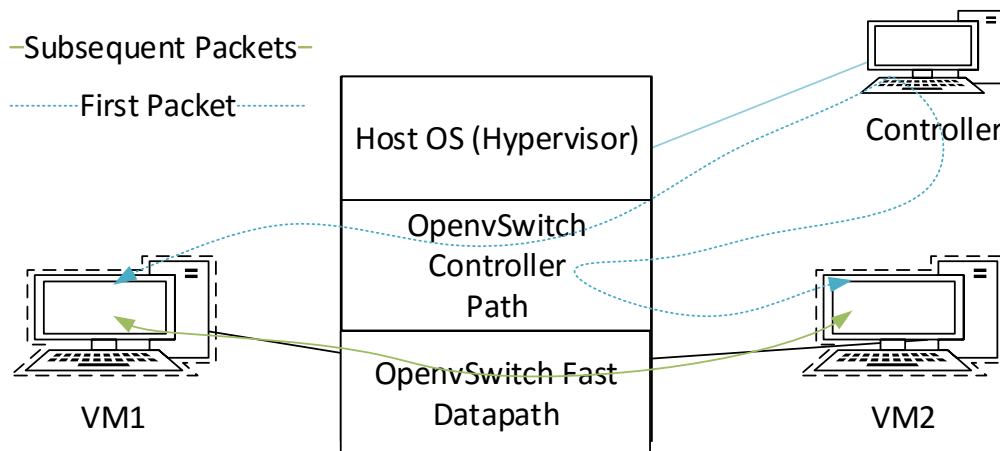 Subsequent Packets
First Packet
Host OS (Hypervisor)
Controller
OpenvSwitch
Controller
Path
OpenvSwitch Fast
Datapath
VM1
VM2